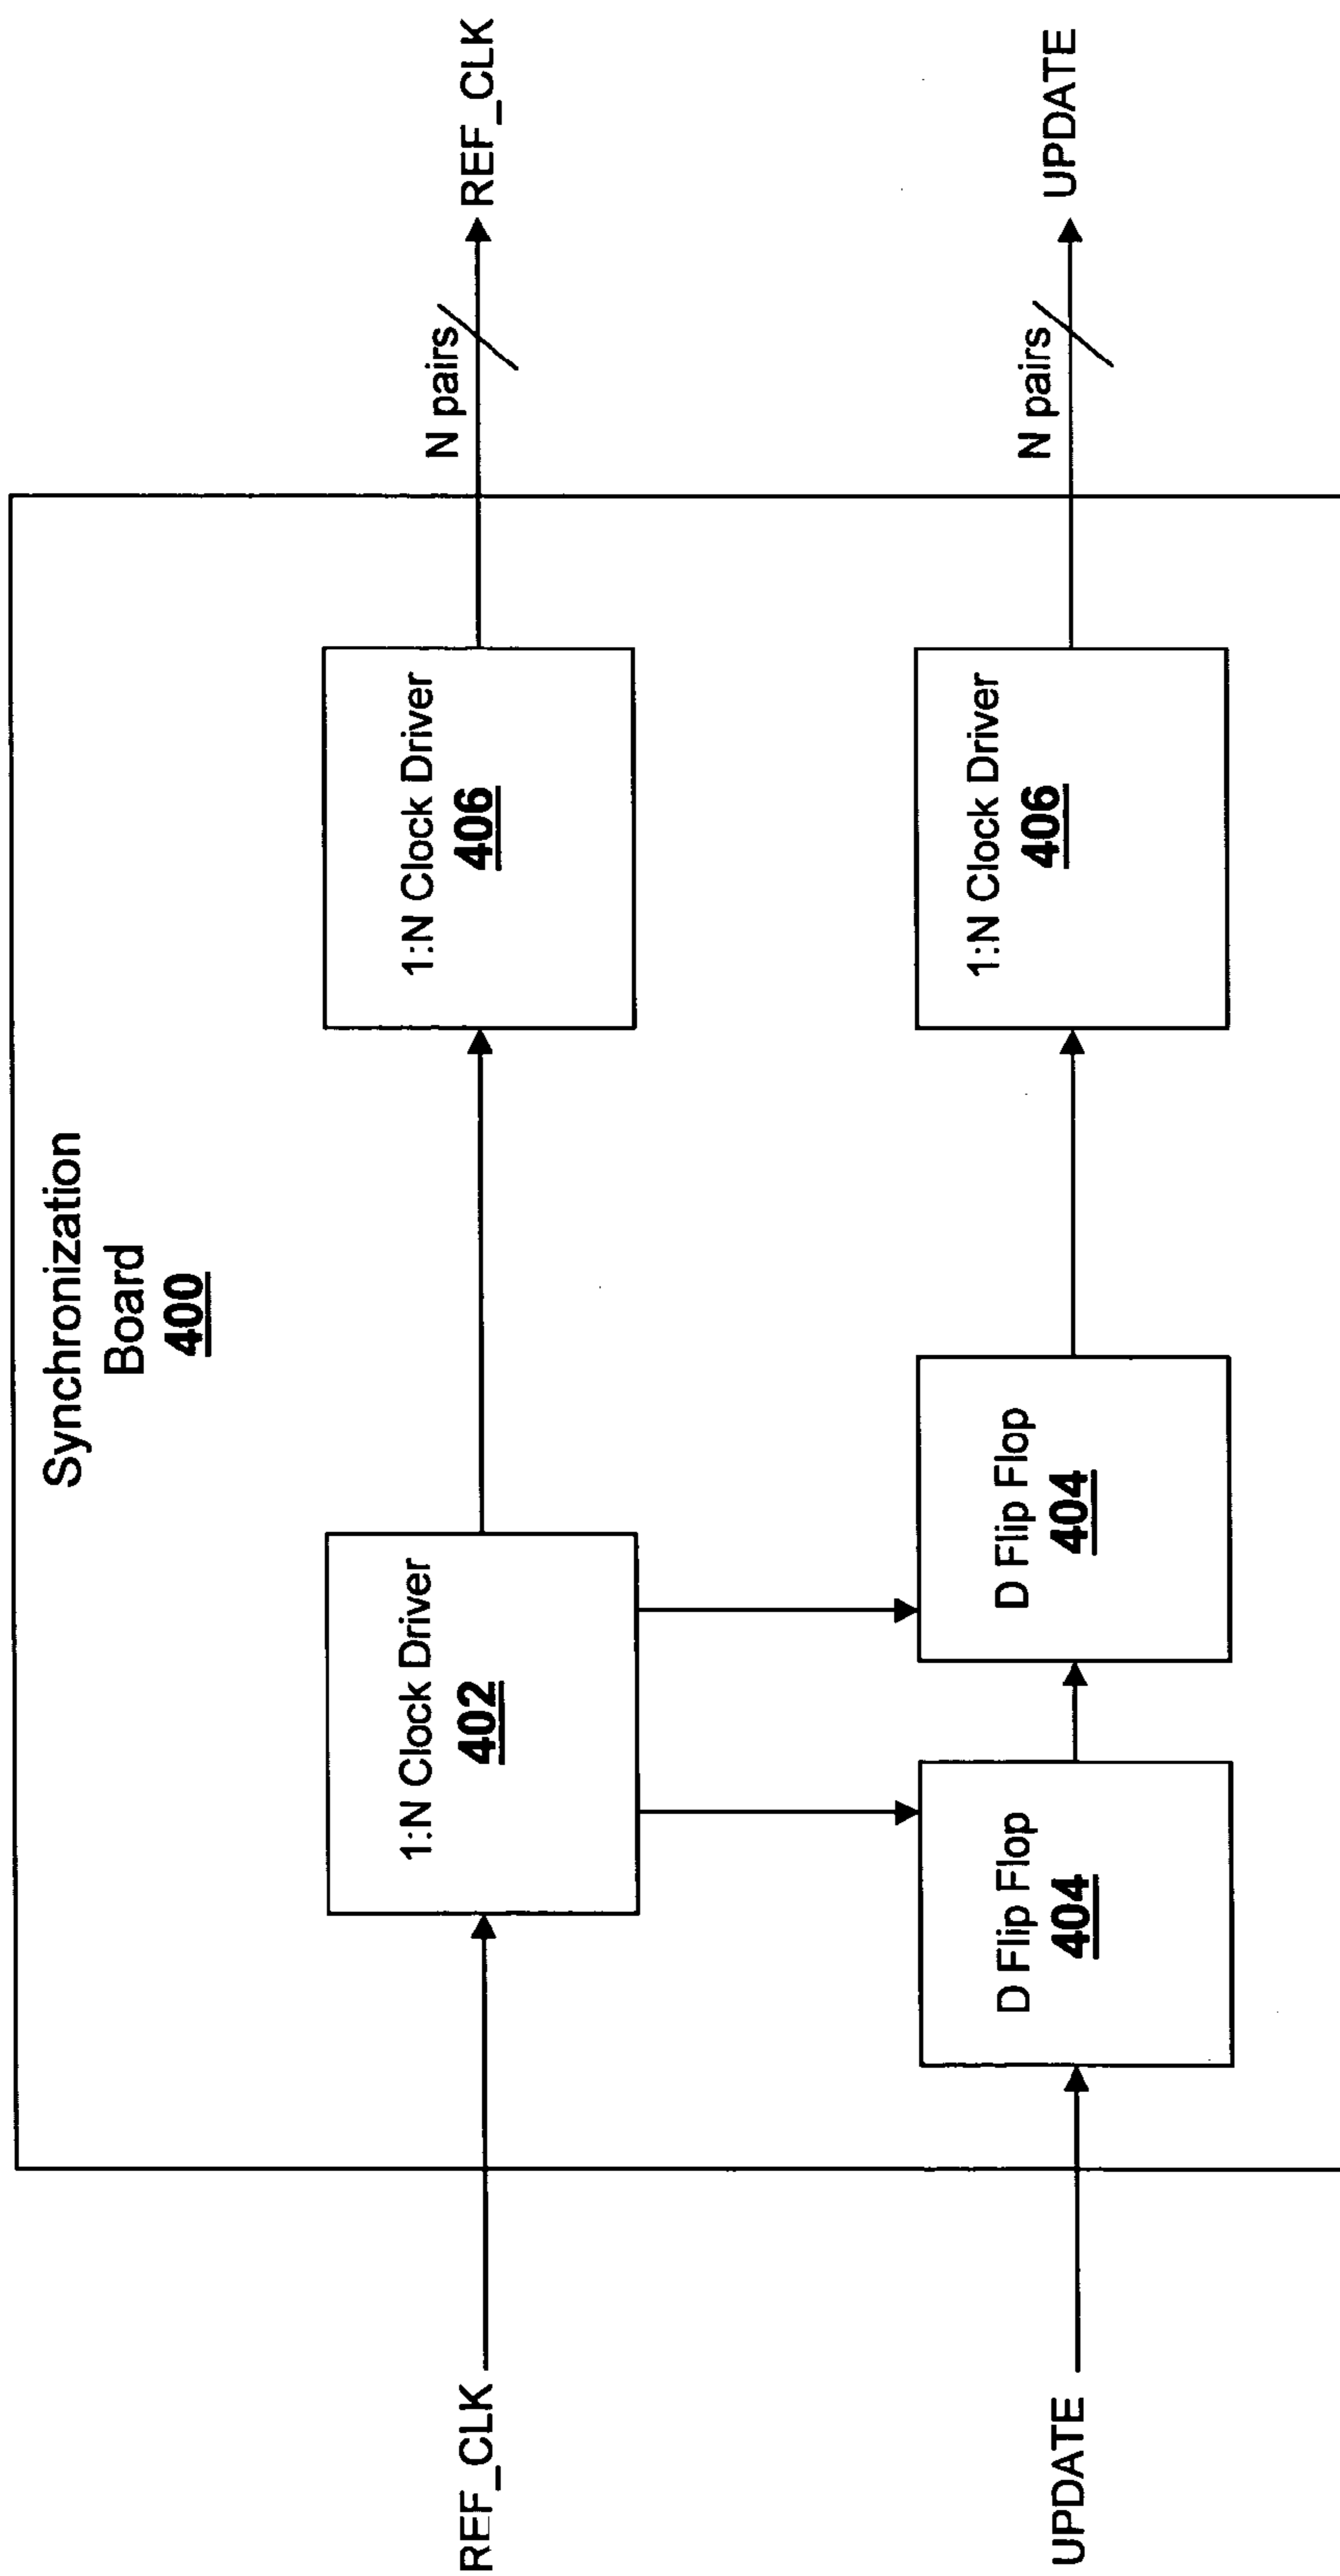 Synchronization
Board
400
REF_CLK
1:N Clock Driver
402
1:N Clock Driver
406
N pairs
REF_CLK
UPDATE
D Flip Flop
404
D Flip Flop
404
1:N Clock Driver
406
N pairs
UPDATE